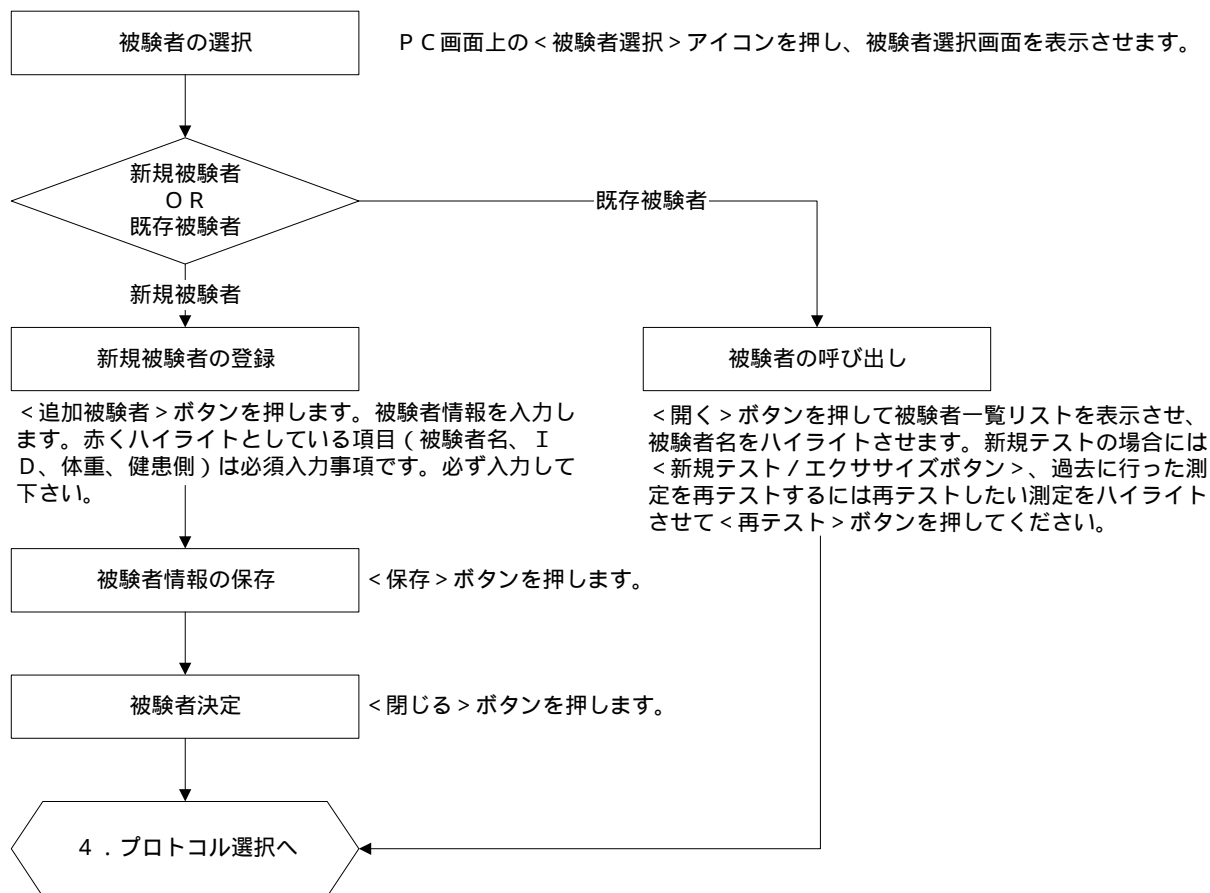 被験者の選択
ＰＣ画面上の＜被験者選択＞アイコンを押し、被験者選択画面を表示させます。
新規被験者
ＯＲ
既存被験者
既存被験者
新規被験者
新規被験者の登録
＜追加被験者＞ボタンを押します。被験者情報を入力し
ます。赤くハイライトとしている項目（被験者名、Ｉ
Ｄ、体重、健患側）は必須入力事項です。必ず入力して
下さい。
被験者の呼び出し
＜開く＞ボタンを押して被験者一覧リストを表示させ、
被験者名をハイライトさせます。新規テストの場合には
＜新規テスト／エクササイズボタン＞、過去に行った測
定を再テストするには再テストしたい測定をハイライト
させて＜再テスト＞ボタンを押してください。
被験者情報の保存
＜保存＞ボタンを押します。
被験者決定
＜閉じる＞ボタンを押します。
４．プロトコル選択へ